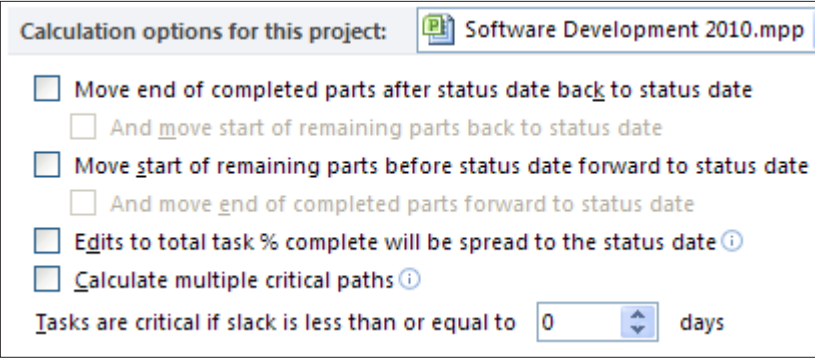 Calculation options for this project: Software Development 2010.mpp
Move end of completed parts after status date back to status date
And move start of remaining parts back to status date
Move start of remaining parts before status date forward to status date
And move end of completed parts forward to status date
Edits to total task % complete will be spread to the status date
Calculate multiple critical paths
Tasks are critical if slack is less than or equal to 0 days